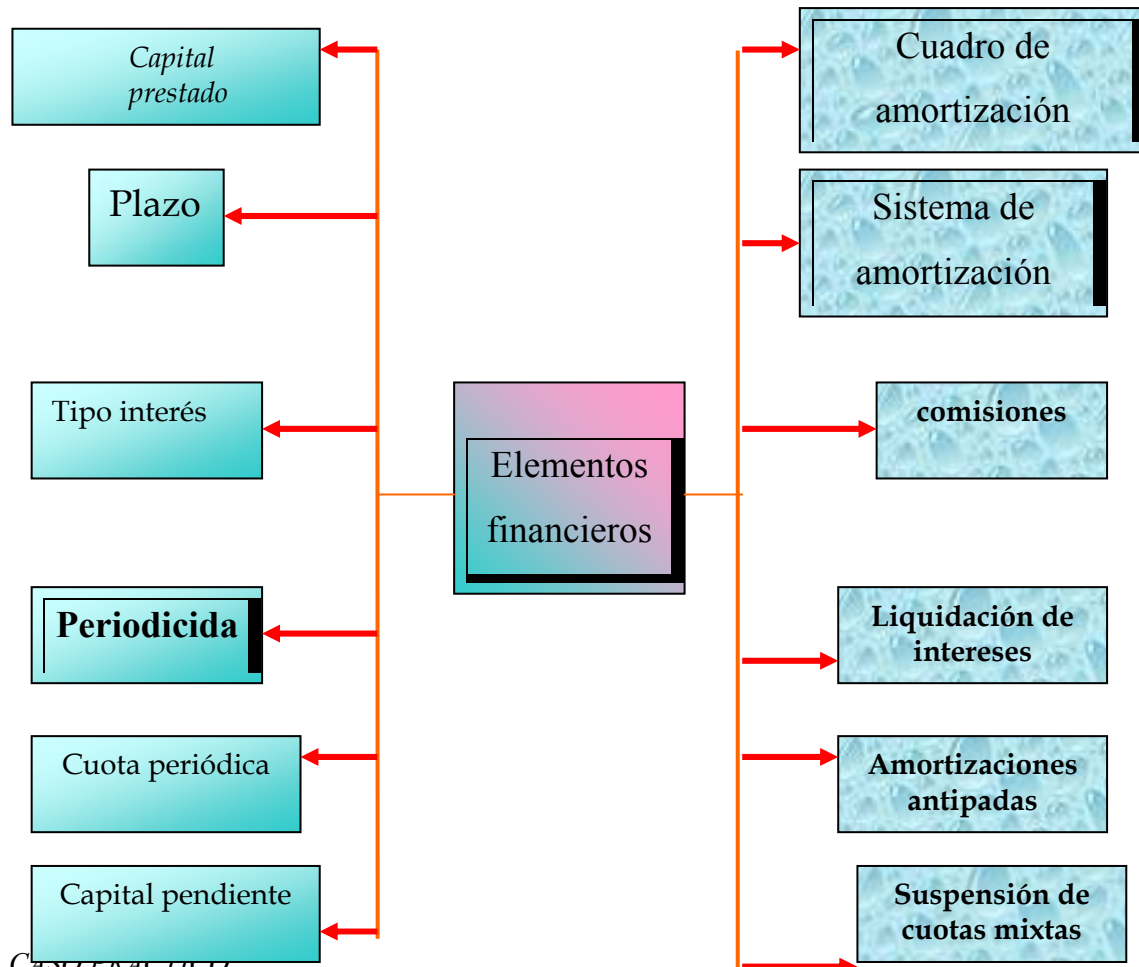 Capital
prestado
Plazo
Tipo interés
Periodicida
Cuota periódica
Capital pendiente
Elementos
financieros
Cuadro de
amortización
Sistema de
amortización
comisiones
Liquidación de
intereses
Amortizaciones
antipadas
Suspensión de
cuotas mixtas